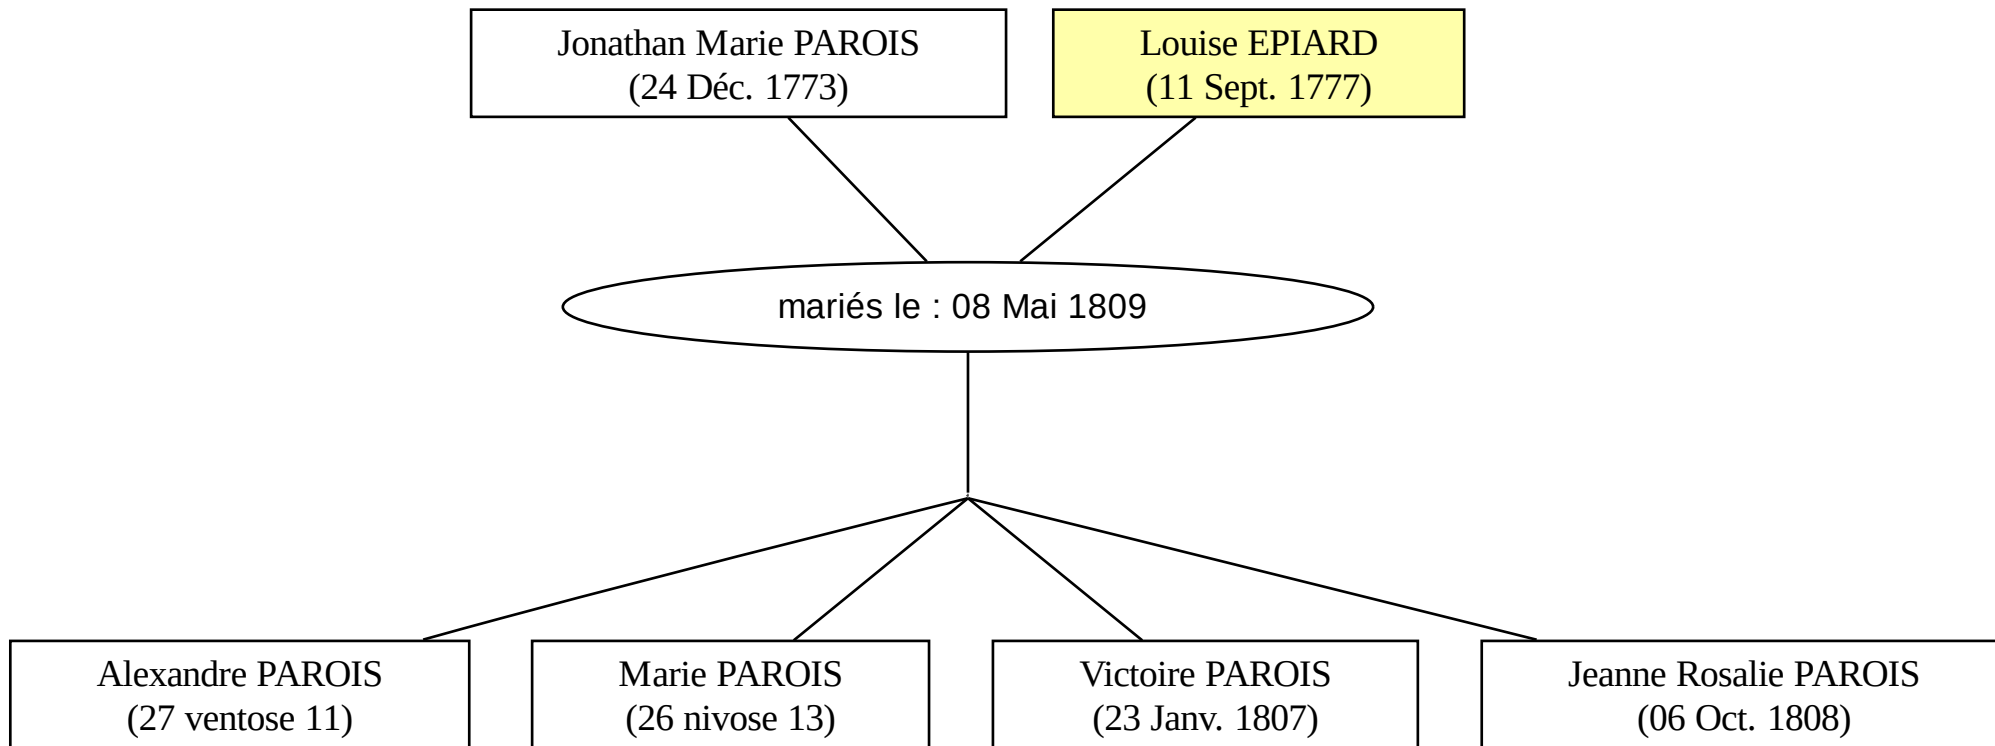 Jonathan Marie PAROIS
(24 Déc. 1773)
Louise EPIARD
(11 Sept. 1777)
mariés le : 08 Mai 1809
Alexandre PAROIS
(27 ventose 11)
Marie PAROIS
(26 nivose 13)
Victoire PAROIS
(23 Janv. 1807)
Jeanne Rosalie PAROIS
(06 Oct. 1808)